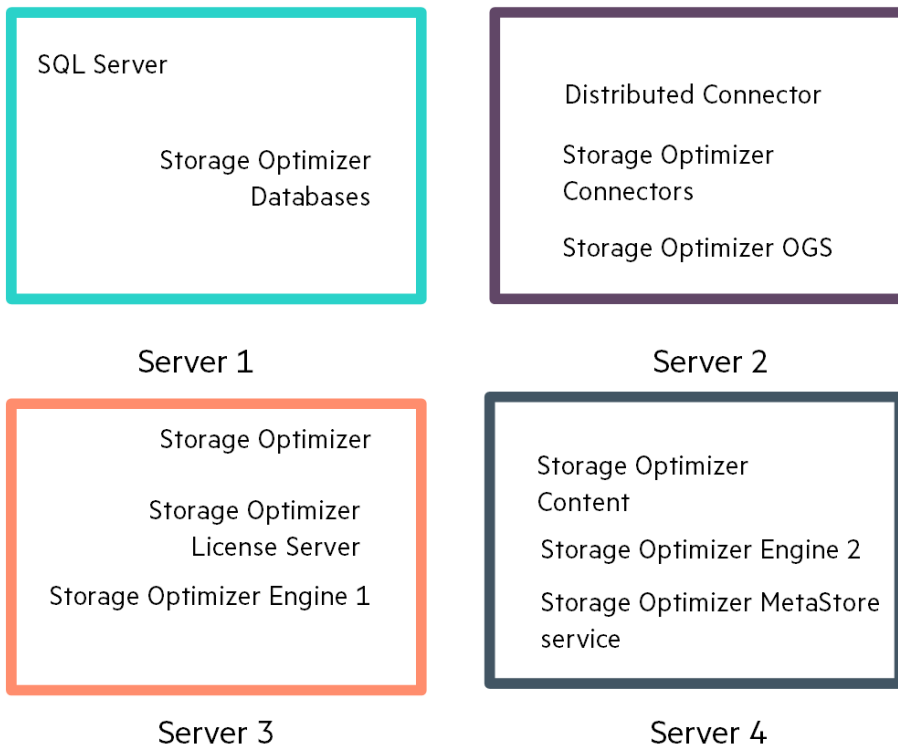 SQL Server
Storage Optimizer
Databases
Server 1
Distributed Connector
Storage Optimizer
Connectors
Storage Optimizer OGS
Server 2
Storage Optimizer
Storage Optimizer
License Server
Storage Optimizer Engine 1
Server 3
Storage Optimizer
Content
Storage Optimizer Engine 2
Storage Optimizer MetaStore
service
Server 4